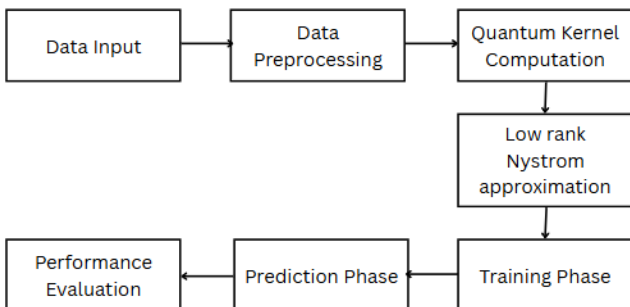 Data Input
Data
Preprocessing
Quantum Kernel
Computation
Low rank
Nystrom
approximation
Training Phase
Prediction Phase
Performance
Evaluation